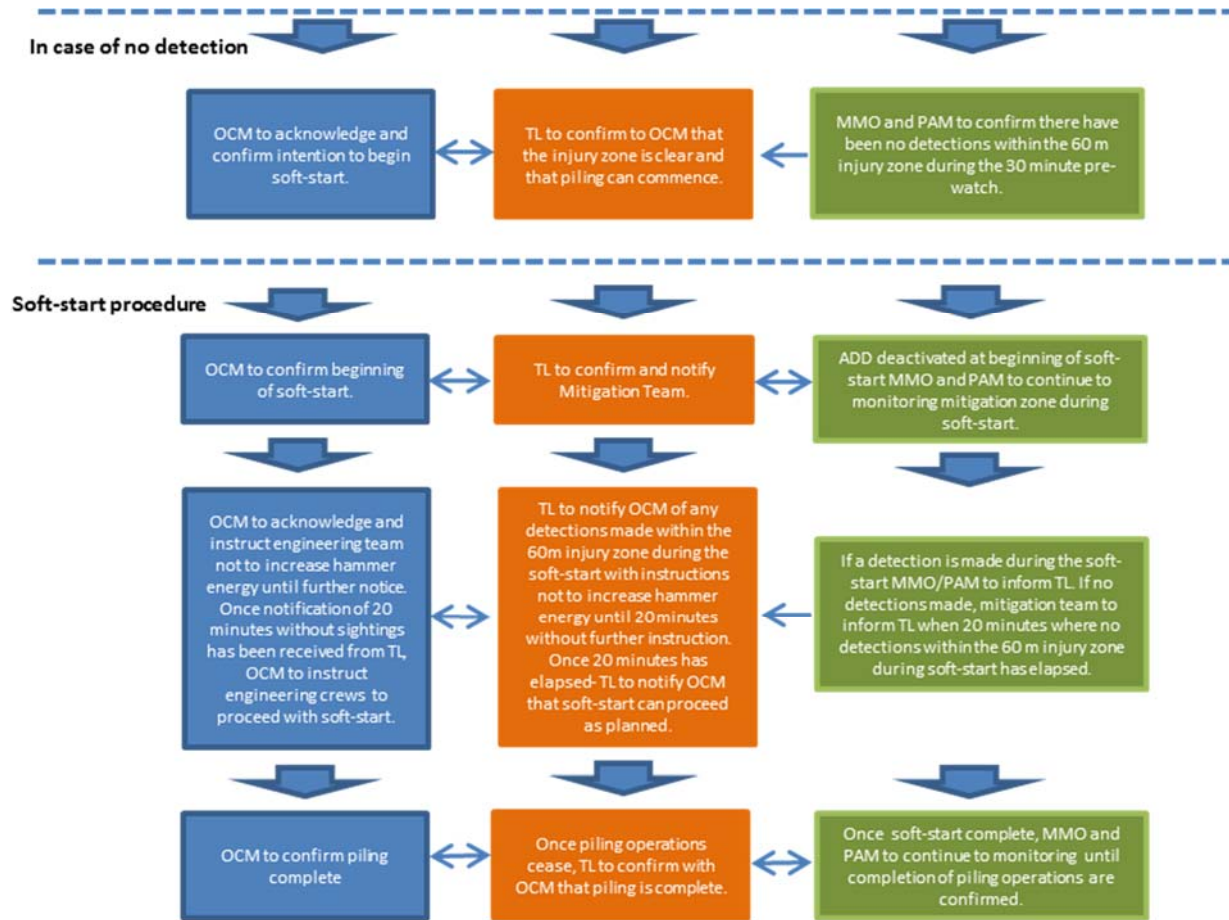 In case of no detection
OCM to acknowledge and
confirm intention to begin
soft-start.
TL to confirm to OCM that
the injury zone is clear and
that piling can commence.
MMO and PAM to confirm there have
been no detections within the 60 m
injury zone during the 30 minute pre-
watch.
Soft-start procedure
OCM to confirm beginning
of soft-start.
TL to confirm and notify
Mitigation Team.
ADD deactivated at beginning of soft-
start MMO and PAM to continue to
monitoring mitigation zone during
soft-start.
OCM to acknowledge and
instruct engineering team
not to increase hammer
energy until further notice.
Once notification of 20
minutes without sightings
has been received from TL,
OCM to instruct
engineering crews to
proceed with soft-start.
TL to notify OCM of any
detections made within the
60m injury zone during the
soft-start with instructions
not to increase hammer
energy until 20 minutes
without further instruction.
Once 20 minutes has
elapsed- TL to notify OCM
that soft-start can proceed
as planned.
If a detection is made during the soft-
start MMO/PAM to inform TL. If no
detections made, mitigation team to
inform TL when 20 minutes where no
detections within the 60 m injury zone
during soft-start has elapsed.
OCM to confirm piling
complete
Once piling operations
cease, TL to confirm with
OCM that piling is complete.
Once soft-start complete, MMO and
PAM to continue to monitoring until
completion of piling operations are
confirmed.